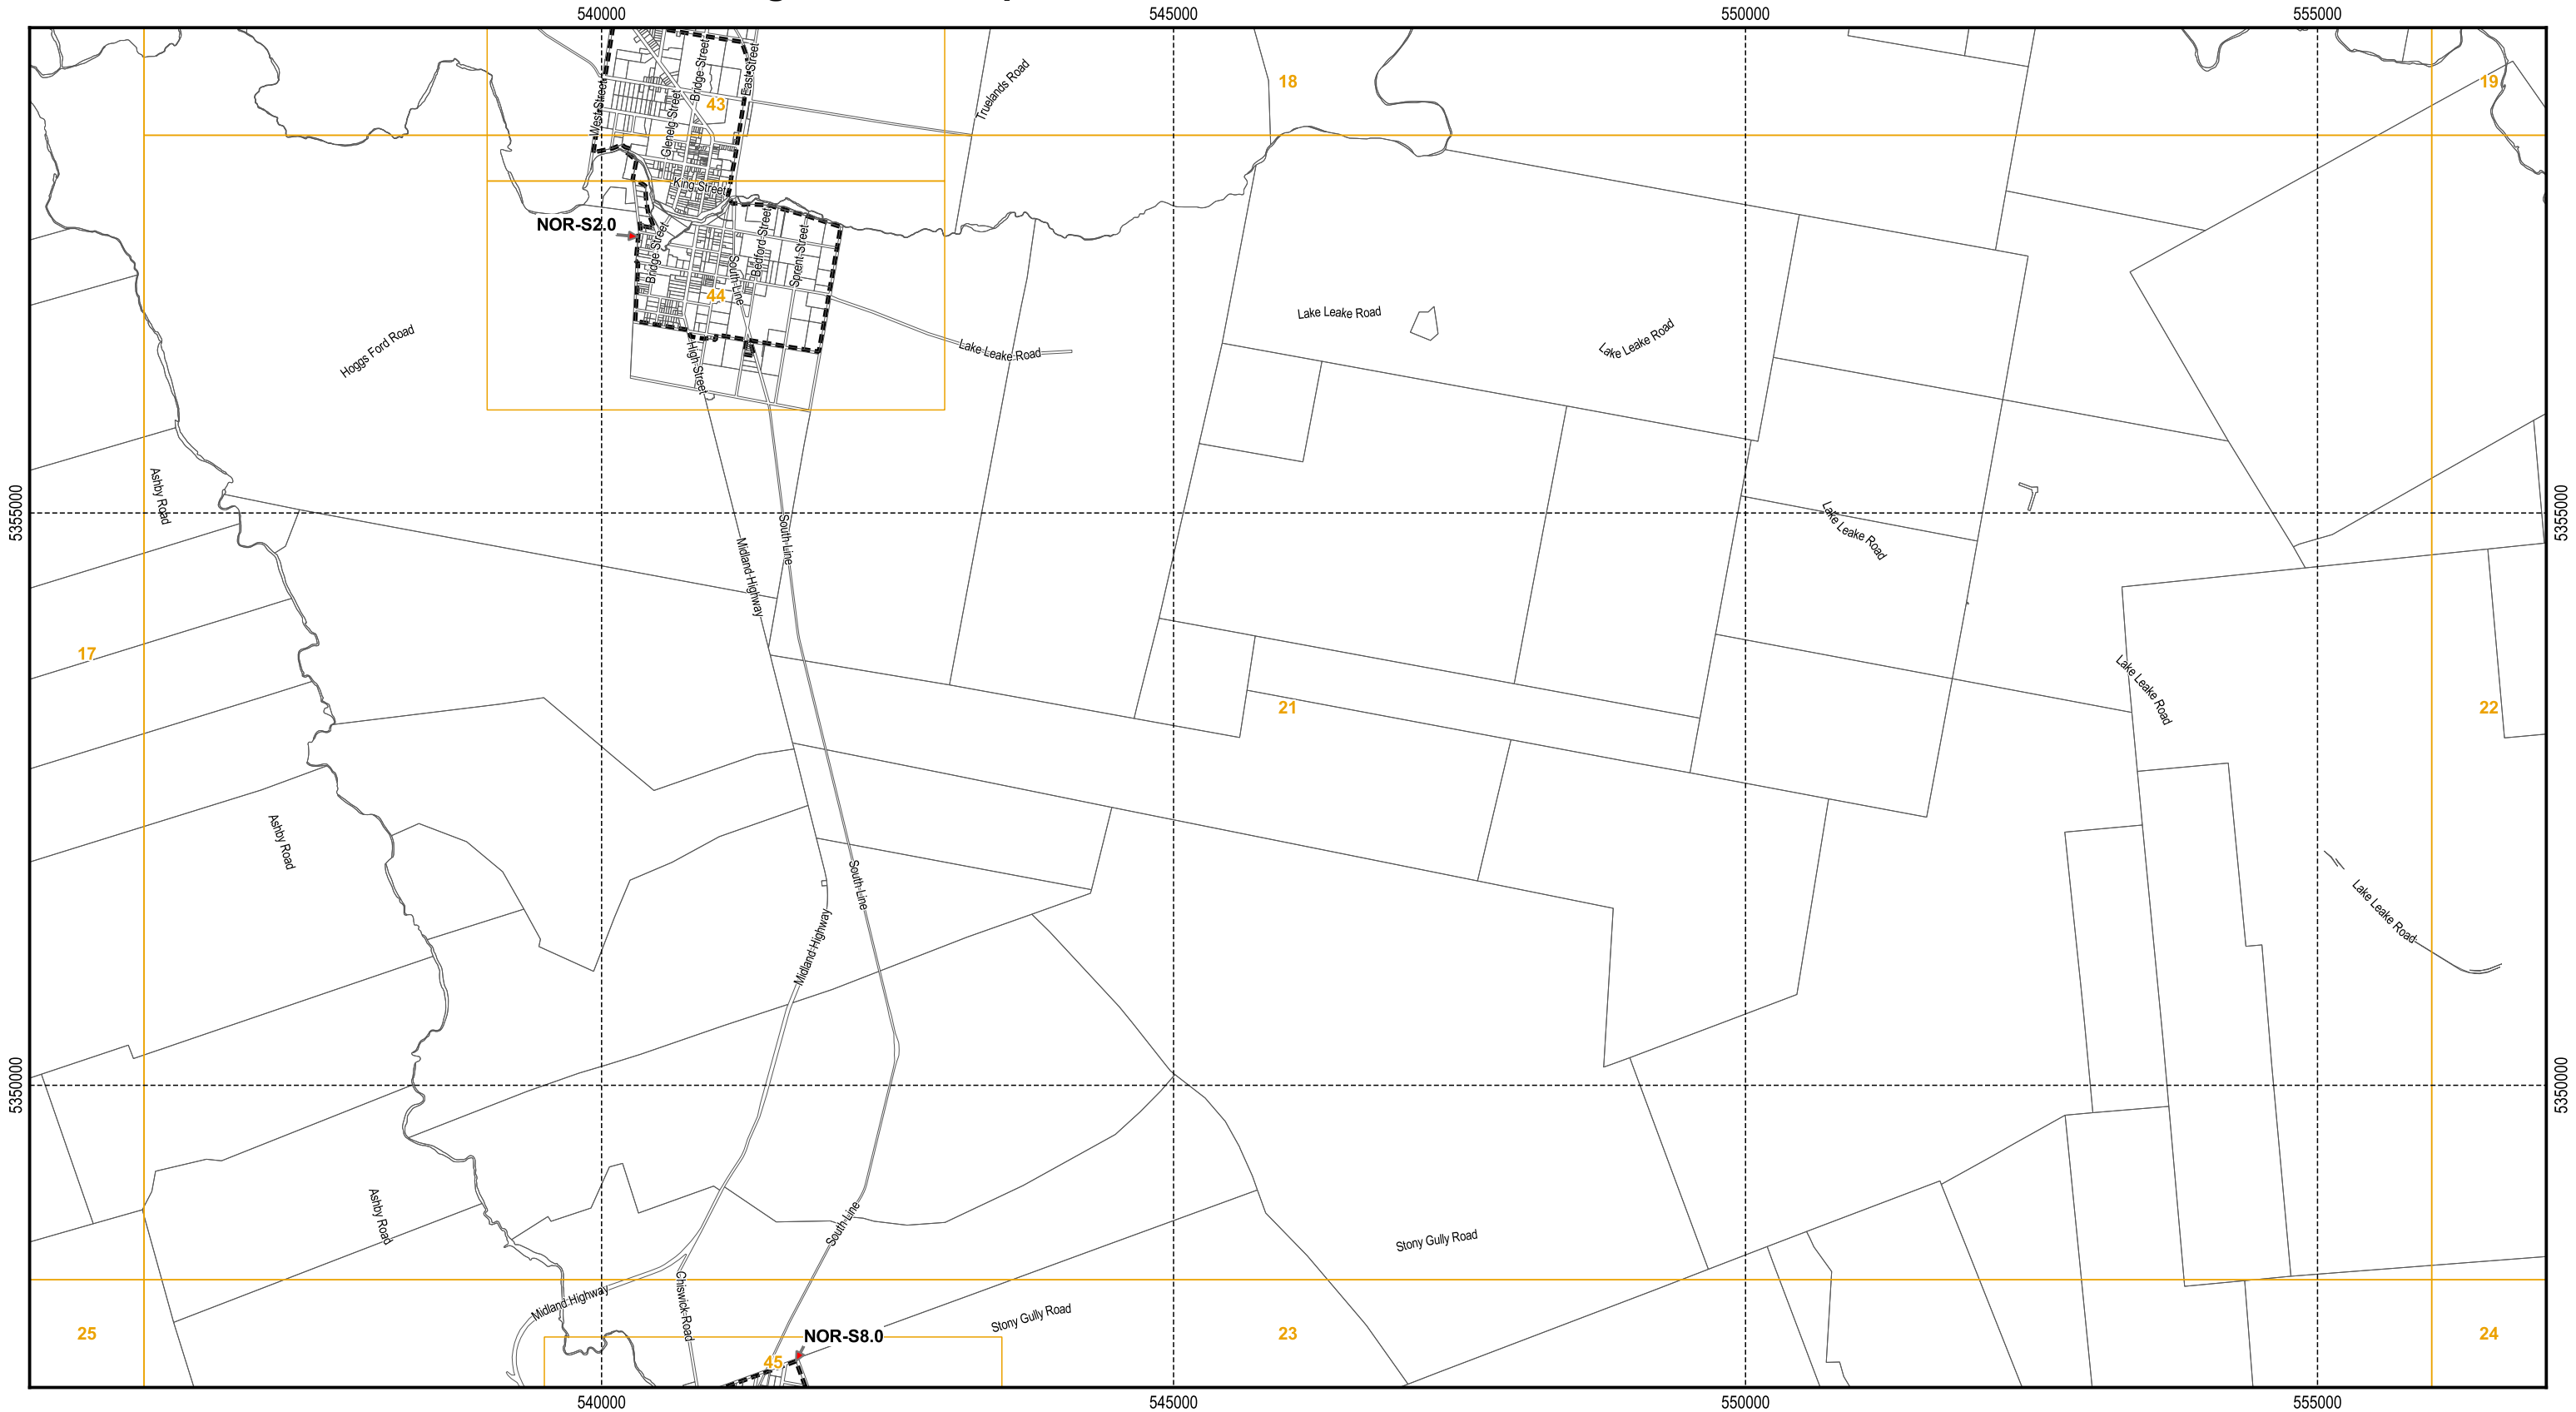 540000
545000
550000
555000
18
19
43
West Street
Glenelg Street
Bridge Street
East Street
Truelands Road
King Street
NOR-S2.0
Bridge Street
South Line
Bedford Street
Sprent Street
44
High Street
Lake Leake Road
Lake Leake Road
Lake Leake Road
Hoggs Ford Road
5355000
5355000
Ashby Road
Midland Highway
South Line
Lake Leake Road
17
21
22
Lake Leake Road
Ashby Road
South Line
Midland Highway
Lake Leake Road
5350000
5350000
Ashby Road
South Line
Stony Gully Road
Midland Highway
Chiswick Road
Stony Gully Road
25
NOR-S8.0
45
23
24
540000
545000
550000
555000